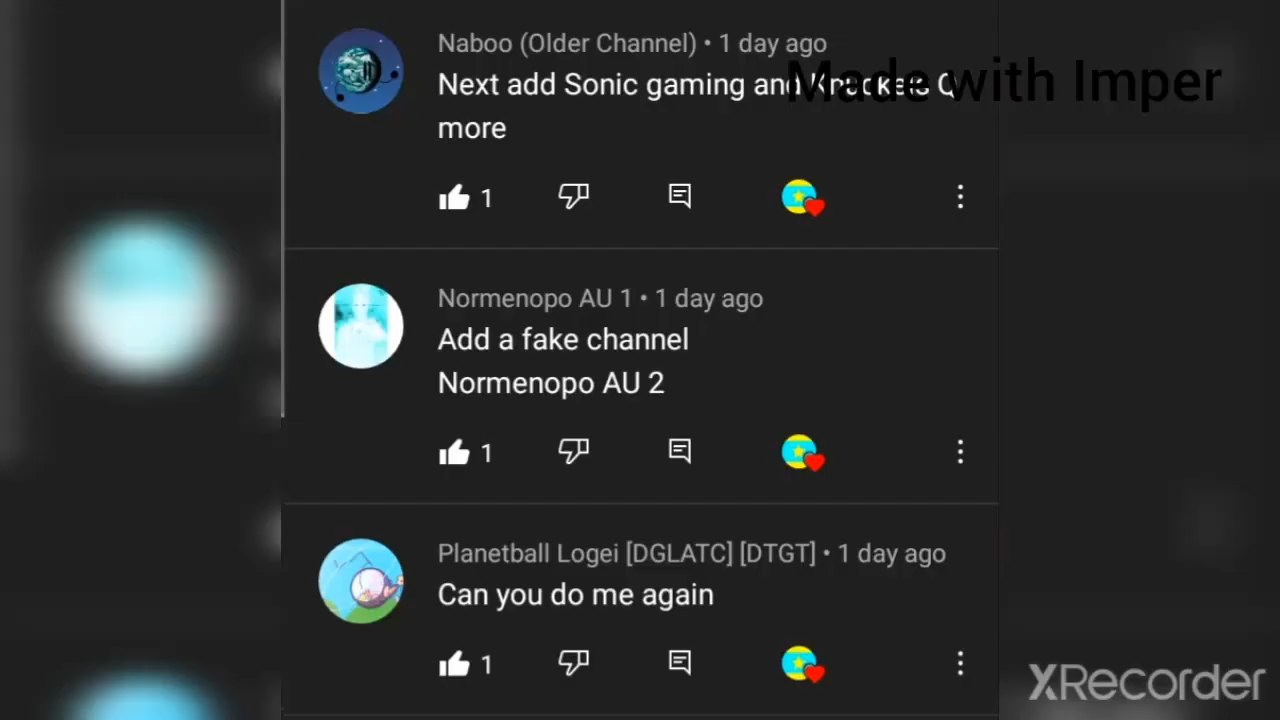 Naboo (Older Channel) • 1 day ago
Next add Sonic gaming and Knuckels Q
more
Made with Imper
1
Normenopo AU 1 • 1 day ago
Add a fake channel
Normenopo AU 2
1
Planetball Logei [DGLATC] [DTGT] • 1 day ago
Can you do me again
1
XRecorder